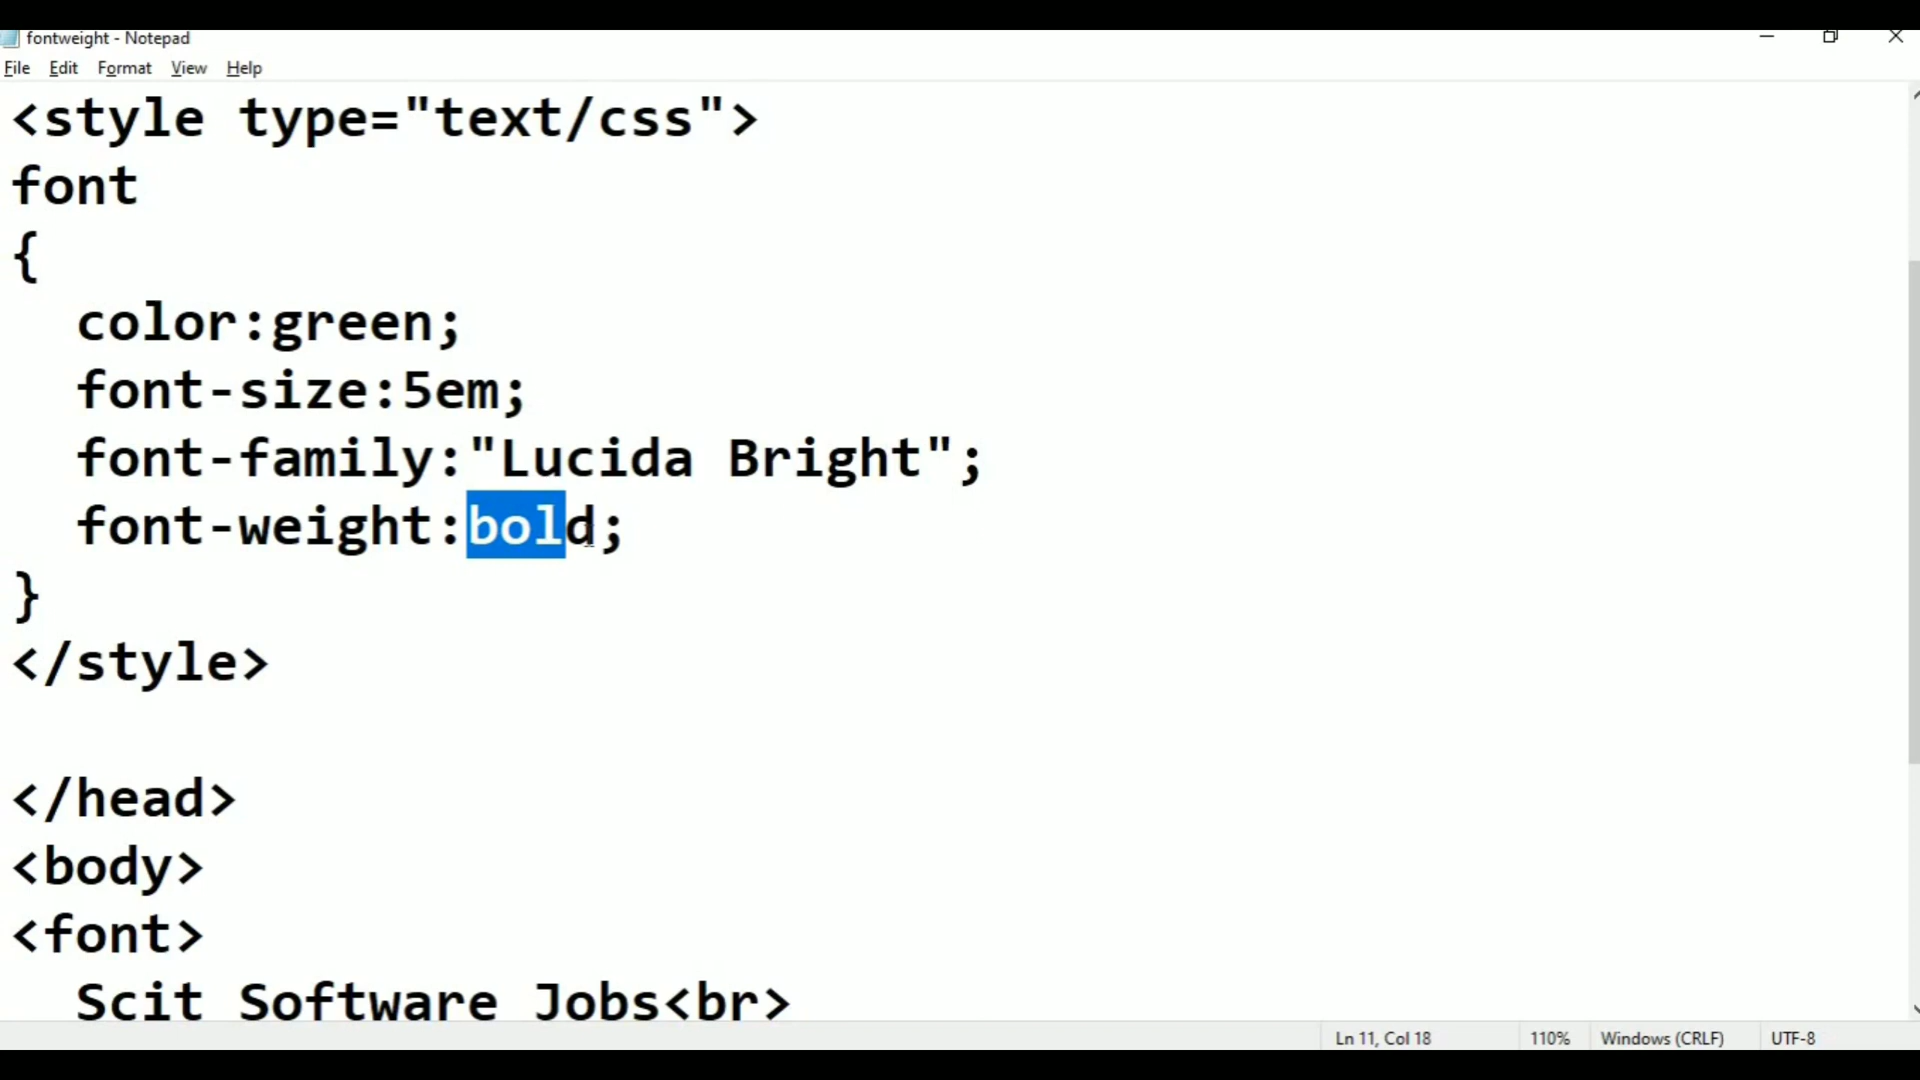 fontweight - Notepad
File Edit Format View Help
<style type="text/css">
font
{
  color:green;
  font-size:5em;
  font-family:"Lucida Bright";
  font-weight:bold;
}
</style>

</head>
<body>
<font>
  Scit Software Jobs<br>
Ln 11, Col 18 110% Windows (CRLF) UTF-8